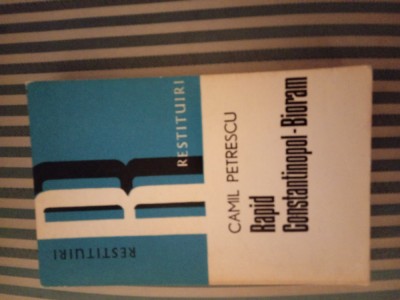 RESTITUIRI
RESTITUIRI
CAMIL PETRESCU
Rapid
Constantinopol - Bioram